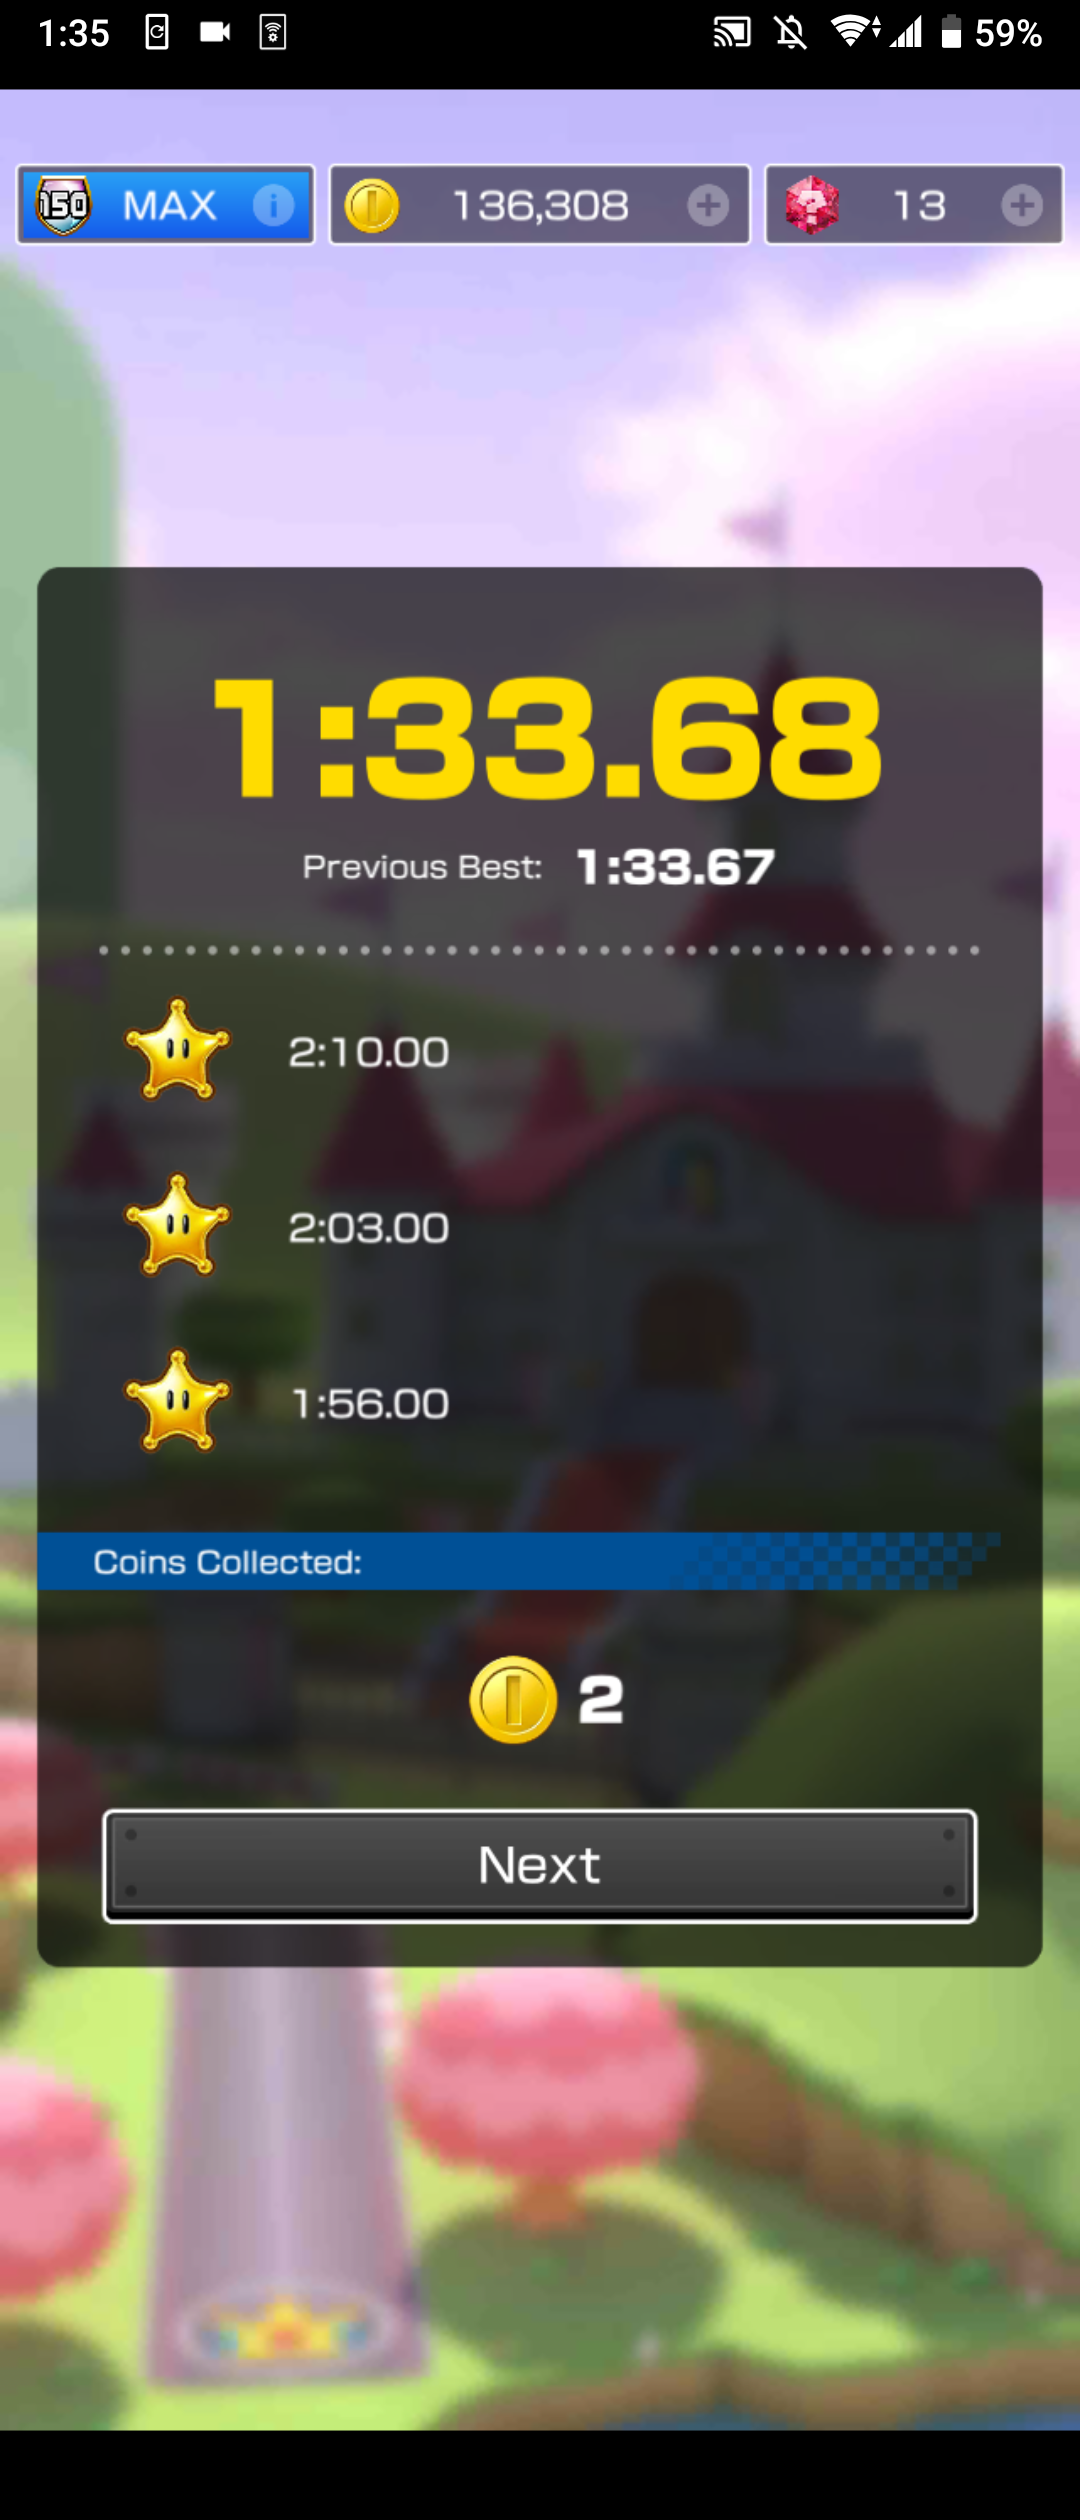 1:35 59%
150 MAX i 136,308 + ? 13 +
1:33.68
Previous Best: 1:33.67
2:10.00
2:03.00
1:56.00
Coins Collected:
2
Next